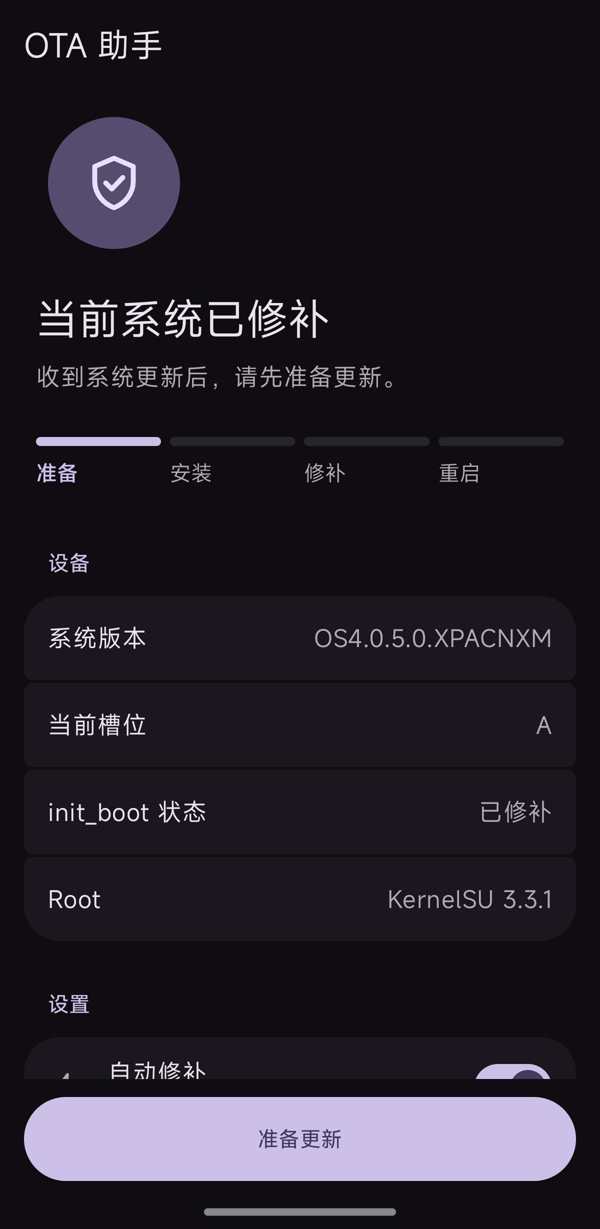 OTA 助手
当前系统已修补
收到系统更新后，请先准备更新。
准备 安装 修补 重启
设备
系统版本 OS4.0.5.0.XPACNXM
当前槽位 A
init_boot 状态 已修补
Root KernelSU 3.3.1
设置
自动修补
准备更新